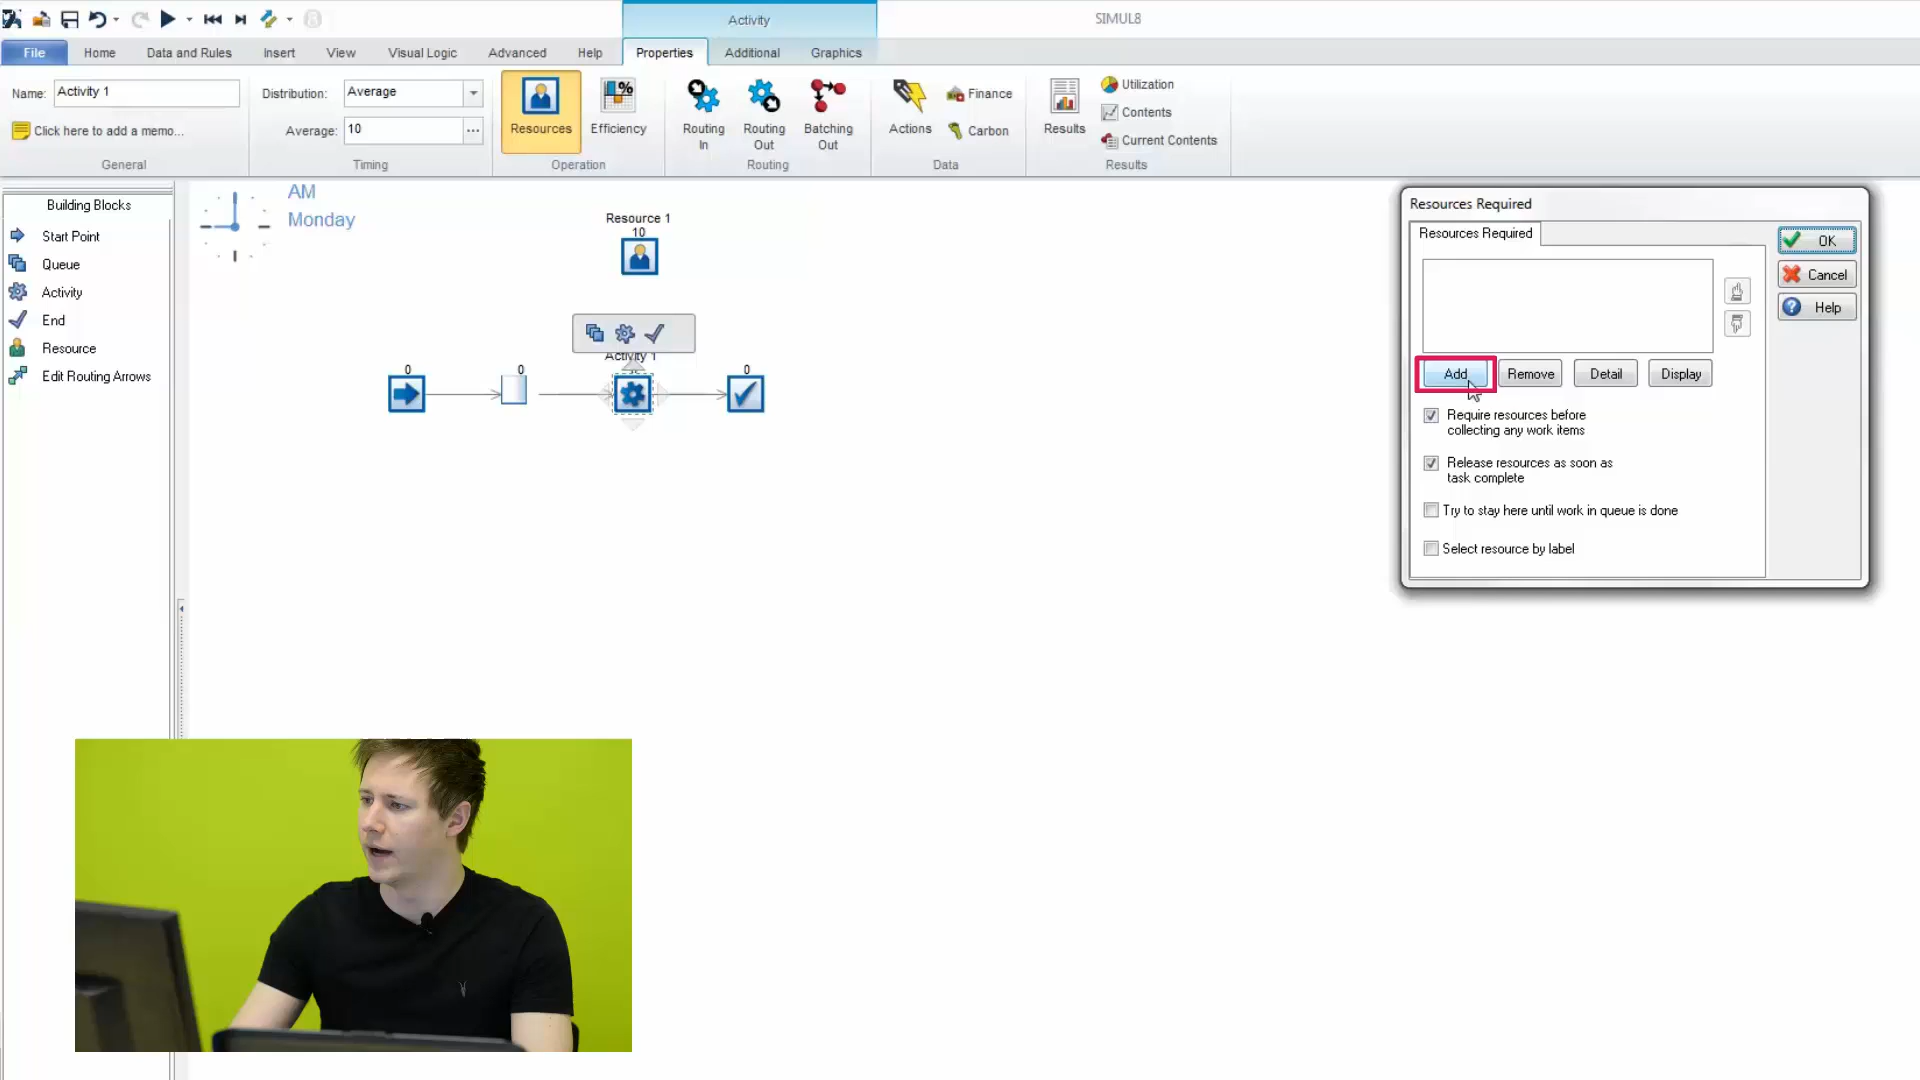 Activity
SIMUL8
File
Home
Data and Rules
Insert
View
Visual Logic
Advanced
Help
Properties
Additional
Graphics
Name: Activity 1
Click here to add a memo...
General
Distribution: Average
Average: 10
Timing
Resources
Efficiency
Operation
Routing
In
Routing
Out
Batching
Out
Routing
Actions
Finance
Carbon
Data
Results
Utilization
Contents
Current Contents
Results
Building Blocks
Start Point
Queue
Activity
End
Resource
Edit Routing Arrows
AM
Monday
Resource 1
10
Activity 1
0
0
0
Resources Required
Resources Required
OK
Cancel
Help
Add
Remove
Detail
Display
Require resources before
collecting any work items
Release resources as soon as
task complete
Try to stay here until work in queue is done
Select resource by label